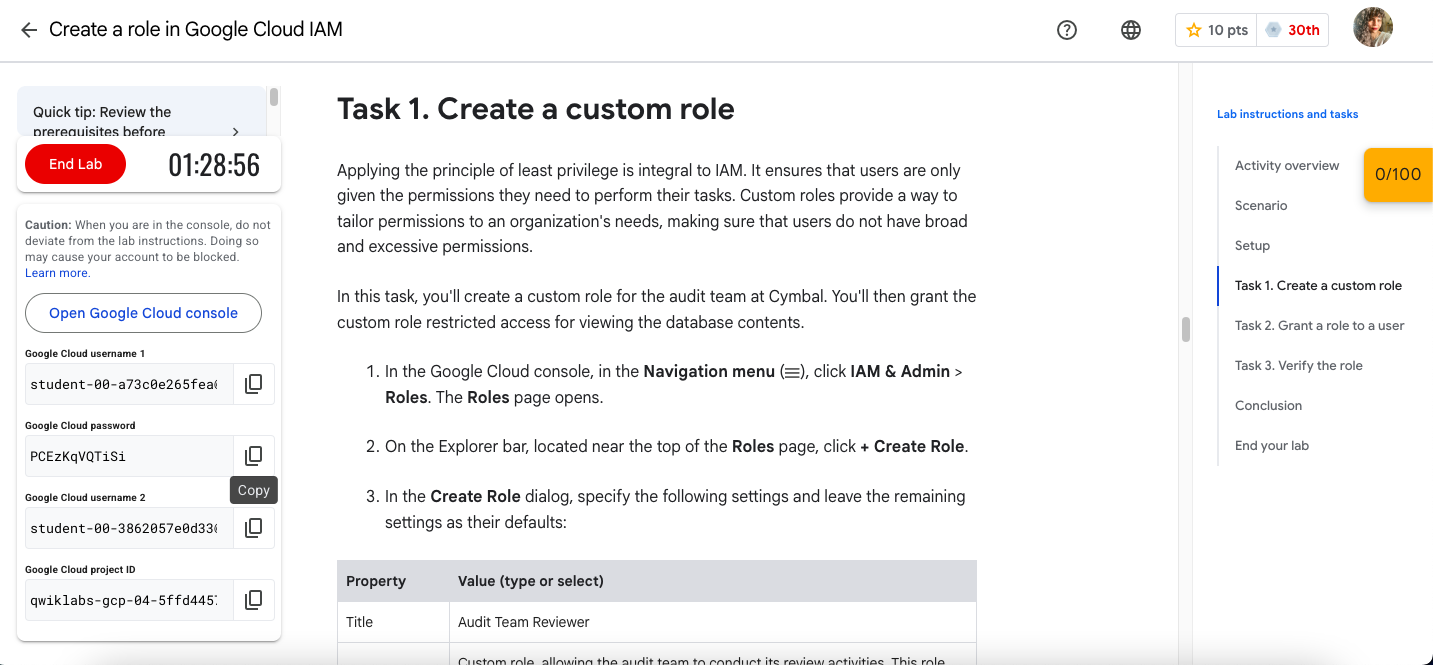 Create a role in Google Cloud IAM
10 pts
30th
Quick tip: Review the
prerequisites before
End Lab
01:28:56
Caution: When you are in the console, do not
deviate from the lab instructions. Doing so
may cause your account to be blocked.
Learn more.
Open Google Cloud console
Google Cloud username 1
student-00-a73c0e265fea
Google Cloud password
PCEzKqVQTiSi
Copy
Google Cloud username 2
student-00-3862057e0d33
Google Cloud project ID
qwiklabs-gcp-04-5ffd445
Task 1. Create a custom role
Applying the principle of least privilege is integral to IAM. It ensures that users are only
given the permissions they need to perform their tasks. Custom roles provide a way to
tailor permissions to an organization's needs, making sure that users do not have broad
and excessive permissions.
In this task, you'll create a custom role for the audit team at Cymbal. You'll then grant the
custom role restricted access for viewing the database contents.
1. In the Google Cloud console, in the Navigation menu (), click IAM & Admin >
Roles. The Roles page opens.
2. On the Explorer bar, located near the top of the Roles page, click + Create Role.
3. In the Create Role dialog, specify the following settings and leave the remaining
settings as their defaults:
Property Value (type or select)
Title Audit Team Reviewer
Custom role, allowing the audit team to conduct its review activities. This role
Lab instructions and tasks
Activity overview
0/100
Scenario
Setup
Task 1. Create a custom role
Task 2. Grant a role to a user
Task 3. Verify the role
Conclusion
End your lab